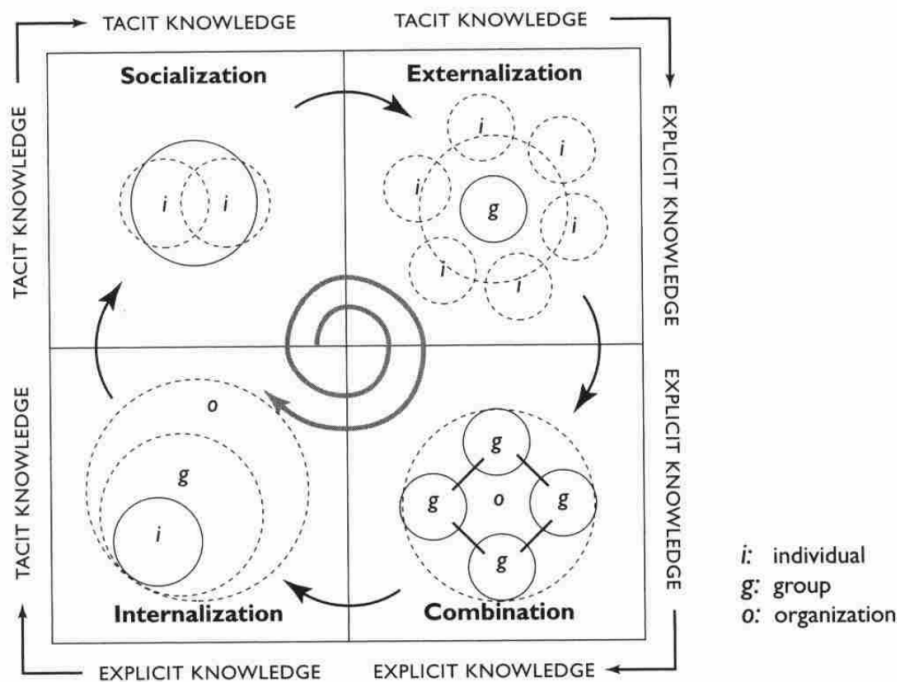 TACIT KNOWLEDGE
TACIT KNOWLEDGE
TACIT KNOWLEDGE
EXPLICIT KNOWLEDGE
Socialization
Externalization
i
i
i
i
i
i
i
i
g
TACIT KNOWLEDGE
EXPLICIT KNOWLEDGE
o
g
i
g
g
o
g
g
Internalization
Combination
EXPLICIT KNOWLEDGE
EXPLICIT KNOWLEDGE
i: individual
g: group
o: organization